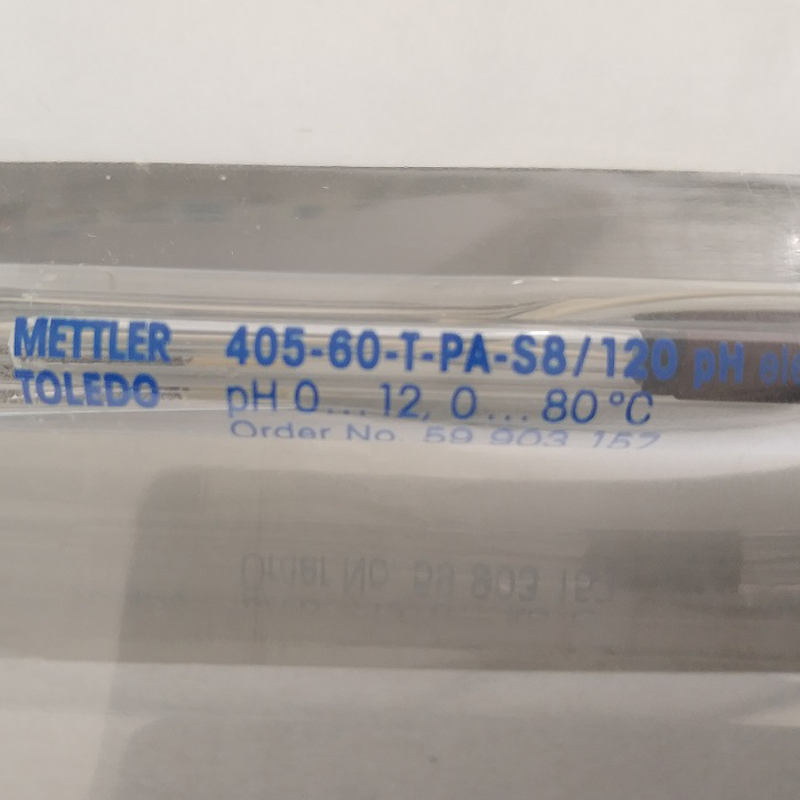 METTLER TOLEDO
405-60-T-PA-S8/120 pH
pH 0...12, 0...80 °C
Order No. 59 903 157